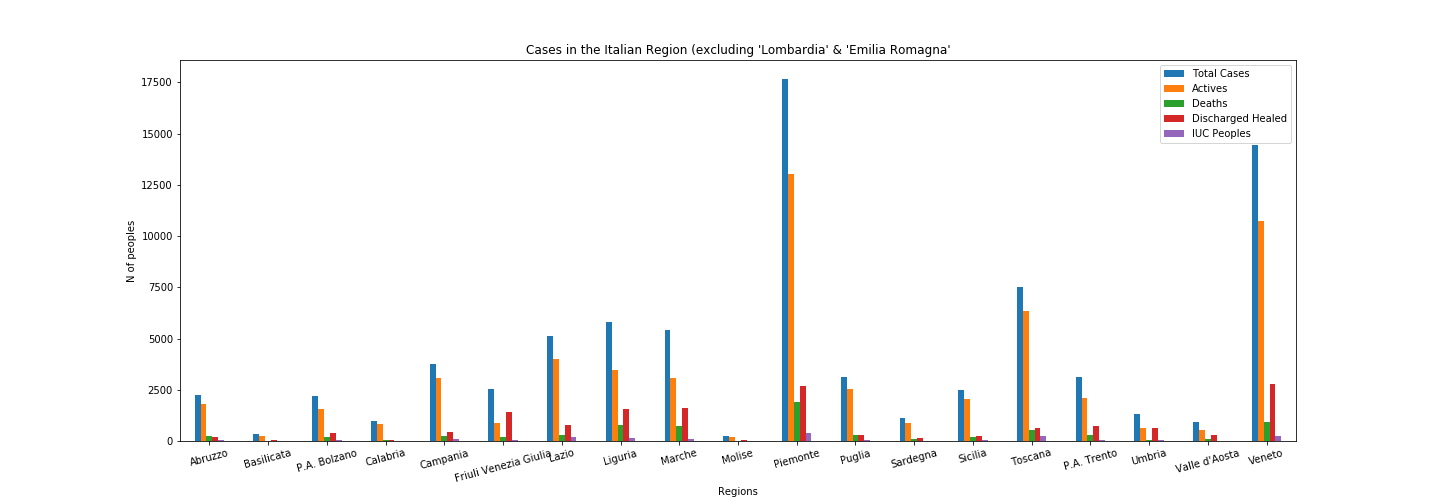 Cases in the Italian Region (excluding 'Lombardia' & 'Emilia Romagna'
Total Cases
Actives
Deaths
Discharged Healed
IUC Peoples
N of peoples
17500
15000
12500
10000
7500
5000
2500
0
Abruzzo
Basilicata
P.A. Bolzano
Calabria
Campania
Friuli Venezia Giulia
Lazio
Liguria
Marche
Molise
Piemonte
Puglia
Sardegna
Sicilia
Toscana
P.A. Trento
Umbria
Valle d'Aosta
Veneto
Regions